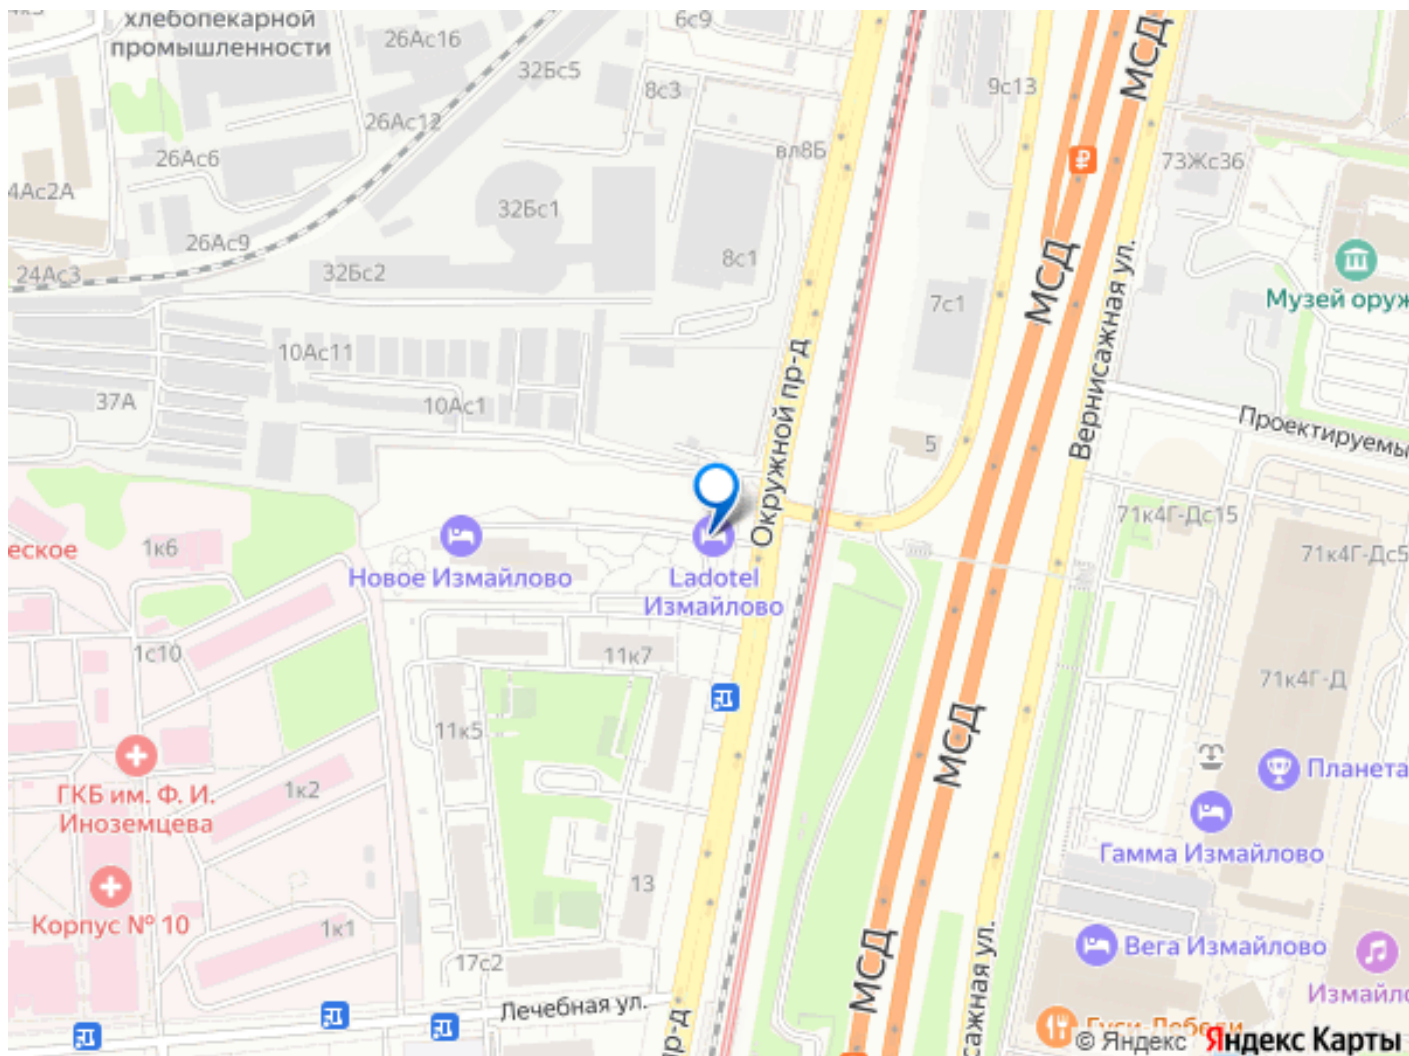 хлебопекарной
промышленности
26Ас16
6с9
32Бс5
8с3
9с13
МСД
26Ас12
26Ас6
вл8Б
73Жс36
4Ас2А
32Бс1
26Ас9
24Ас3
32Бс2
8с1
МСД
Вернисажная ул.
Музей оруж
7с1
10Ас11
37А
10Ас1
Окружной пр-д
Проектируемы
5
71к4Г-Дс15
71к4Г-Дс5
еское
1к6
Новое Измайлово
Ladotel
Измайлово
1с10
11к7
71к4Г-Д
11к5
МСД
Планета
ГКБ им. Ф. И.
Иноземцева
1к2
Гамма Измайлово
13
Корпус № 10
1к1
17с2
Лечебная ул.
МСД
сажная ул.
Вега Измайлово
Измайло
пр-д
Гуси-Лебеди
© Яндекс Яндекс Карты